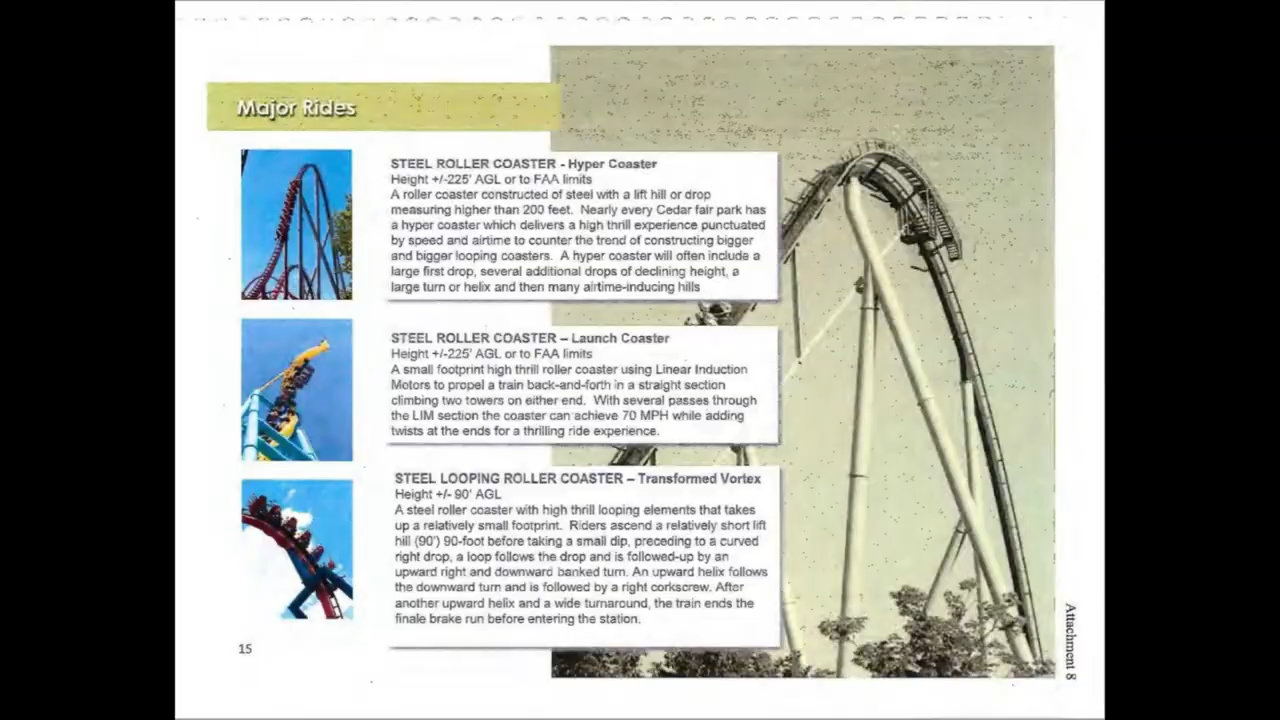 Major Rides
STEEL ROLLER COASTER - Hyper Coaster
Height +/-225' AGL or to FAA limits
A roller coaster constructed of steel with a lift hill or drop
measuring higher than 200 feet. Nearly every Cedar fair park has
a hyper coaster which delivers a high thrill experience punctuated
by speed and airtime to counter the trend of constructing bigger
and bigger looping coasters. A hyper coaster will often include a
large first drop, several additional drops of declining height, a
large turn or helix and then many airtime-inducing hills
STEEL ROLLER COASTER – Launch Coaster
Height +/-225' AGL or to FAA limits
A small footprint high thrill roller coaster using Linear Induction
Motors to propel a train back-and-forth in a straight section
climbing two towers on either end. With several passes through
the LIM section the coaster can achieve 70 MPH while adding
twists at the ends for a thrilling ride experience.
STEEL LOOPING ROLLER COASTER – Transformed Vortex
Height +/- 90' AGL
A steel roller coaster with high thrill looping elements that takes
up a relatively small footprint. Riders ascend a relatively short lift
hill (90') 90-foot before taking a small dip, preceding to a curved
right drop, a loop follows the drop and is followed-up by an
upward right and downward banked turn. An upward helix follows
the downward turn and is followed by a right corkscrew. After
another upward helix and a wide turnaround, the train ends the
finale brake run before entering the station.
15
Attachment 8